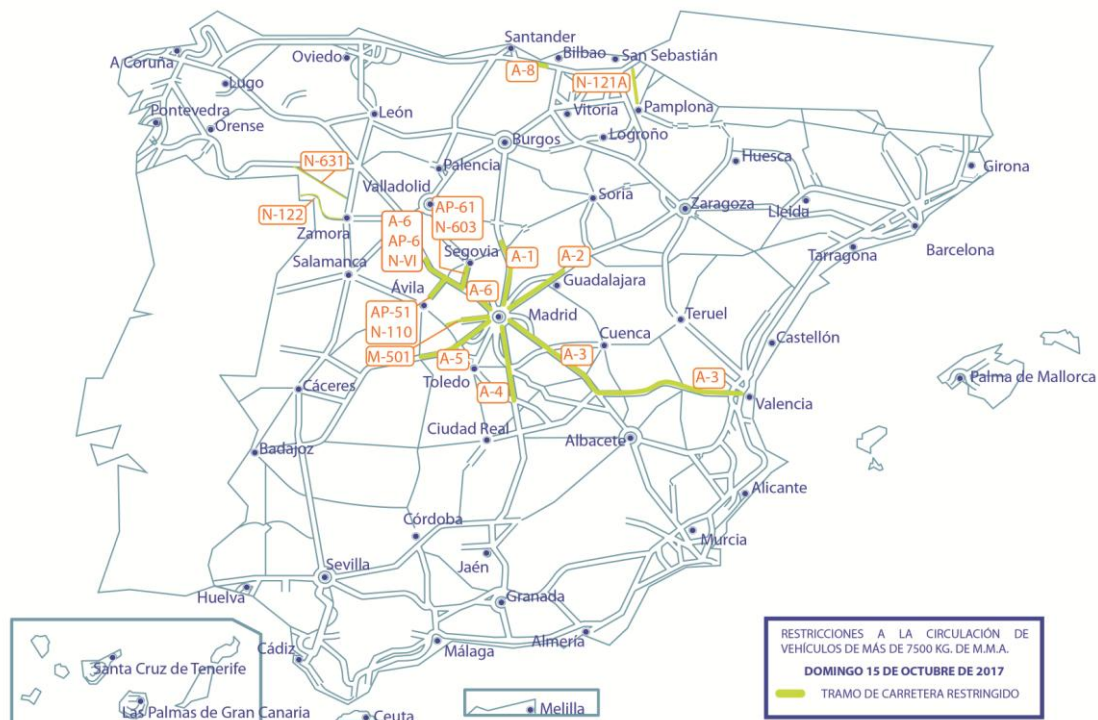 Santander
Bilbao
San Sebastián
Oviedo
A Coruña
A-8
N-121A
Lugo
Pontevedra
Orense
León
Vitoria
Pamplona
Logroño
Burgos
Huesca
Girona
N-631
Palencia
Valladolid
Soria
Zaragoza
Lleida
N-122
Zamora
AP-61
N-603
A-6
AP-6
N-VI
Segovia
A-1
A-2
Tarragona
Barcelona
Salamanca
Guadalajara
Ávila
A-6
AP-51
N-110
Madrid
Teruel
Castellón
M-501
A-5
Cuenca
A-3
Toledo
A-3
Palma de Mallorca
Cáceres
A-4
Valencia
Ciudad Real
Albacete
Badajoz
Alicante
Córdoba
Murcia
Jaén
Sevilla
Huelva
Granada
Almería
Cádiz
Málaga
Santa Cruz de Tenerife
Las Palmas de Gran Canaria
Ceuta
Melilla
RESTRICCIONES A LA CIRCULACIÓN DE
VEHÍCULOS DE MÁS DE 7500 KG. DE M.M.A.
DOMINGO 15 DE OCTUBRE DE 2017
TRAMO DE CARRETERA RESTRINGIDO